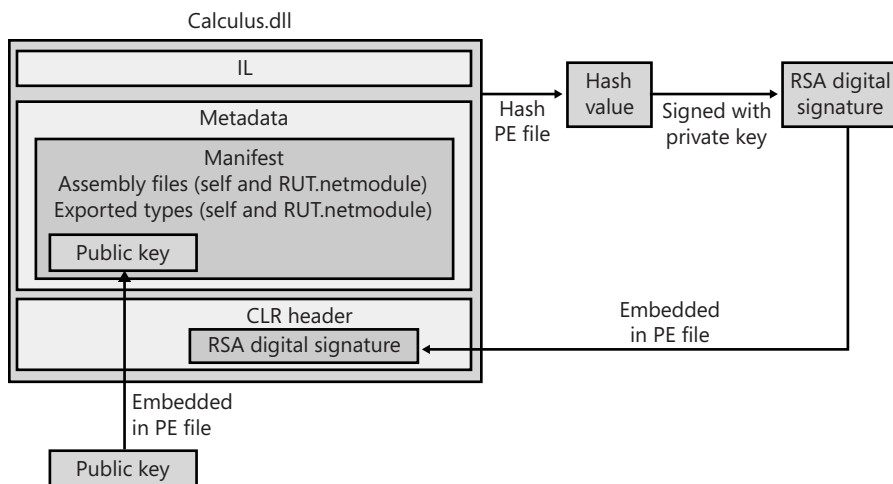 Calculus.dll
IL
Metadata
Manifest
Assembly files (self and RUT.netmodule)
Exported types (self and RUT.netmodule)
Public key
CLR header
RSA digital signature
Hash
PE file
Hash
value
Signed with
private key
RSA digital
signature
Embedded
in PE file
Embedded
in PE file
Public key